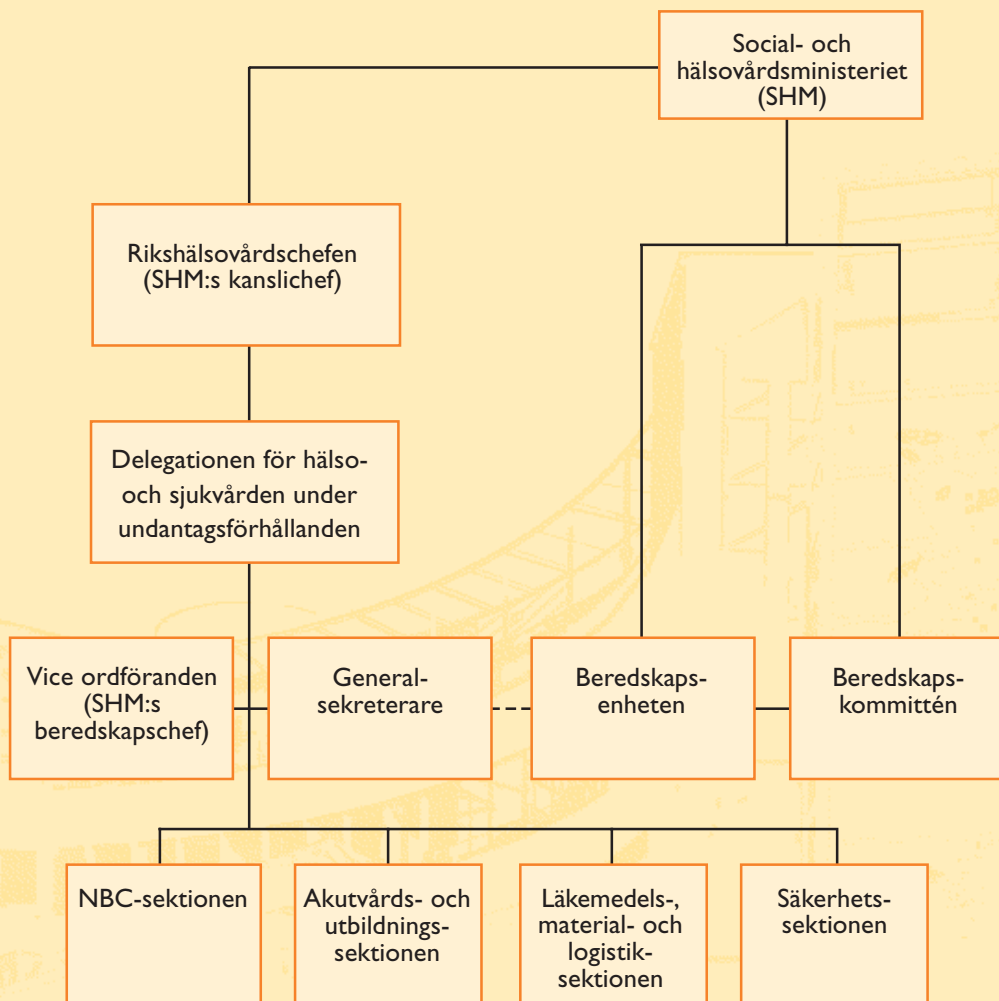 Social- och
hälsovårdsministeriet
(SHM)
Rikshälsovårdschefen
(SHM:s kanslichef)
Delegationen för hälso-
och sjukvården under
undantagsförhållanden
Vice ordföranden
(SHM:s
beredskapschef)
General-
sekreterare
Beredskaps-
enheten
Beredskaps-
kommittén
NBC-sektionen
Akutvårds- och
utbildnings-
sektionen
Läkemedels-,
material- och
logistik-
sektionen
Säkerhets-
sektionen